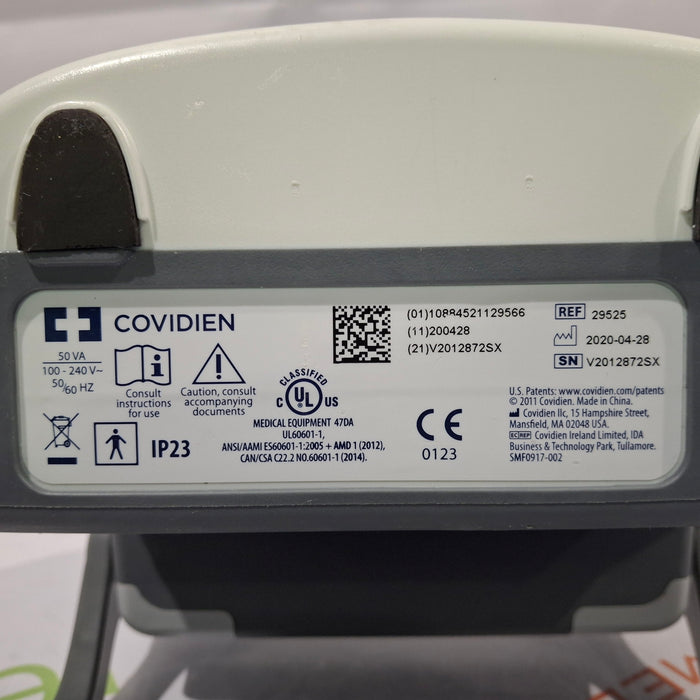 COVIDIEN
50 VA
100 - 240 V~
50/60 HZ
Consult
instructions
for use
Caution, consult
accompanying
documents
CLASSIFIED
C UL US
MEDICAL EQUIPMENT 47DA
UL60601-1,
ANSI/AAMI ES60601-1:2005 + AMD 1 (2012),
CAN/CSA C22.2 NO.60601-1 (2014).
IP23
(01)10884521129566
(11)200428
(21)V2012872SX
CE
0123
REF 29525
2020-04-28
SN V2012872SX
U.S. Patents: www.covidien.com/patents
© 2011 Covidien. Made in China.
Covidien llc, 15 Hampshire Street,
Mansfield, MA 02048 USA.
EC REP Covidien Ireland Limited, IDA
Business & Technology Park, Tullamore.
SMF0917-002